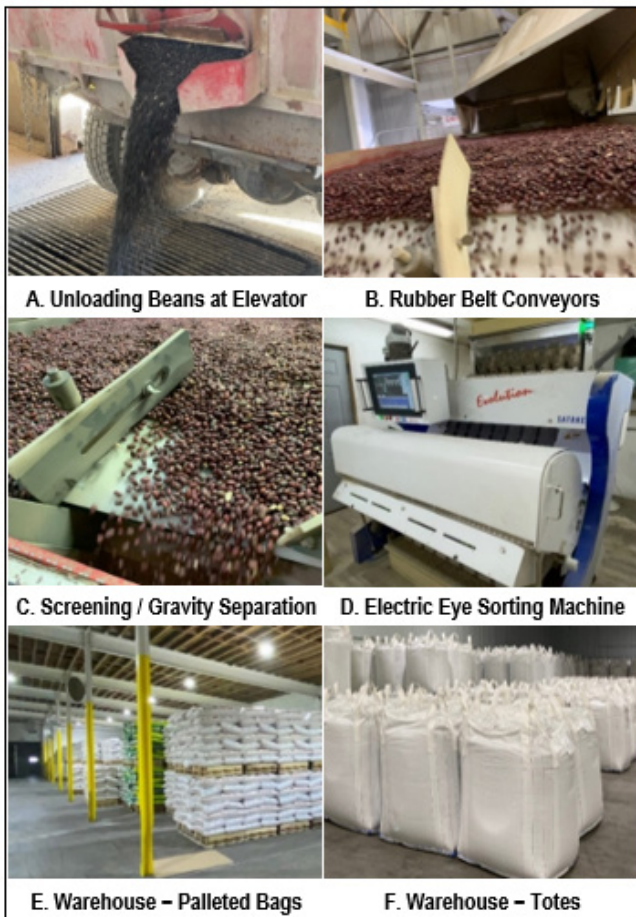 A. Unloading Beans at Elevator
B. Rubber Belt Conveyors
Evolution
C. Screening / Gravity Separation
D. Electric Eye Sorting Machine
E. Warehouse – Palleted Bags
F. Warehouse – Totes